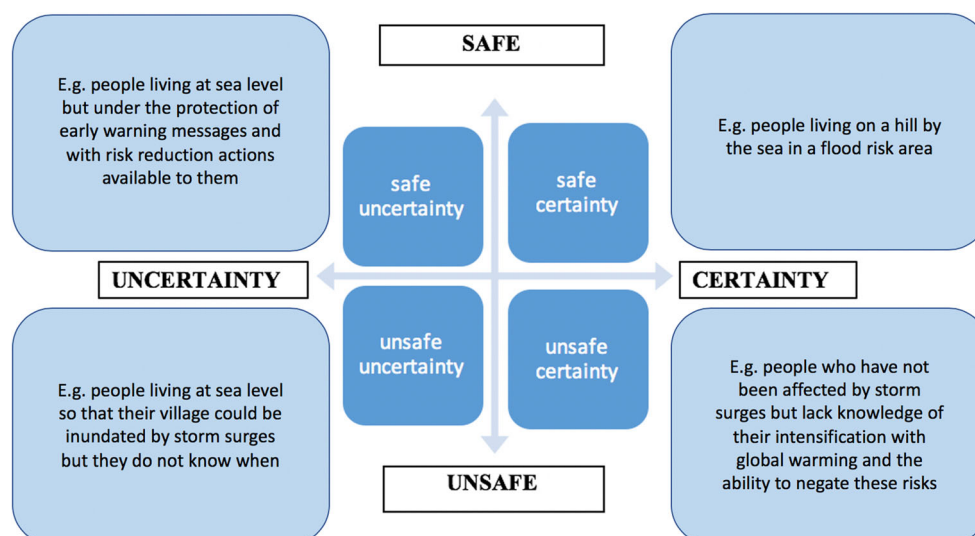 SAFE
E.g. people living at sea level
but under the protection of
early warning messages and
with risk reduction actions
available to them
E.g. people living on a hill by
the sea in a flood risk area
safe
uncertainty
safe
certainty
UNCERTAINTY
CERTAINTY
unsafe
uncertainty
unsafe
certainty
E.g. people living at sea level
so that their village could be
inundated by storm surges
but they do not know when
E.g. people who have not
been affected by storm
surges but lack knowledge of
their intensification with
global warming and the
ability to negate these risks
UNSAFE